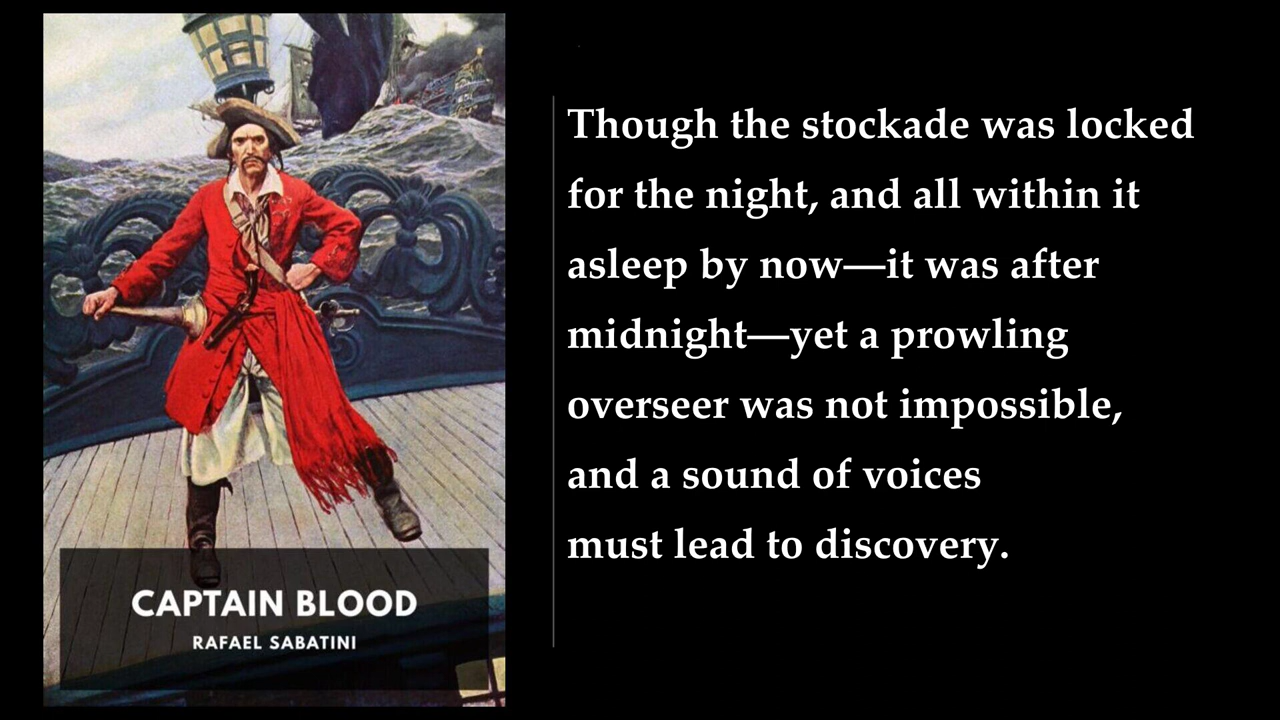 CAPTAIN BLOOD
RAFAEL SABATINI
Though the stockade was locked
for the night, and all within it
asleep by now—it was after
midnight—yet a prowling
overseer was not impossible,
and a sound of voices
must lead to discovery.